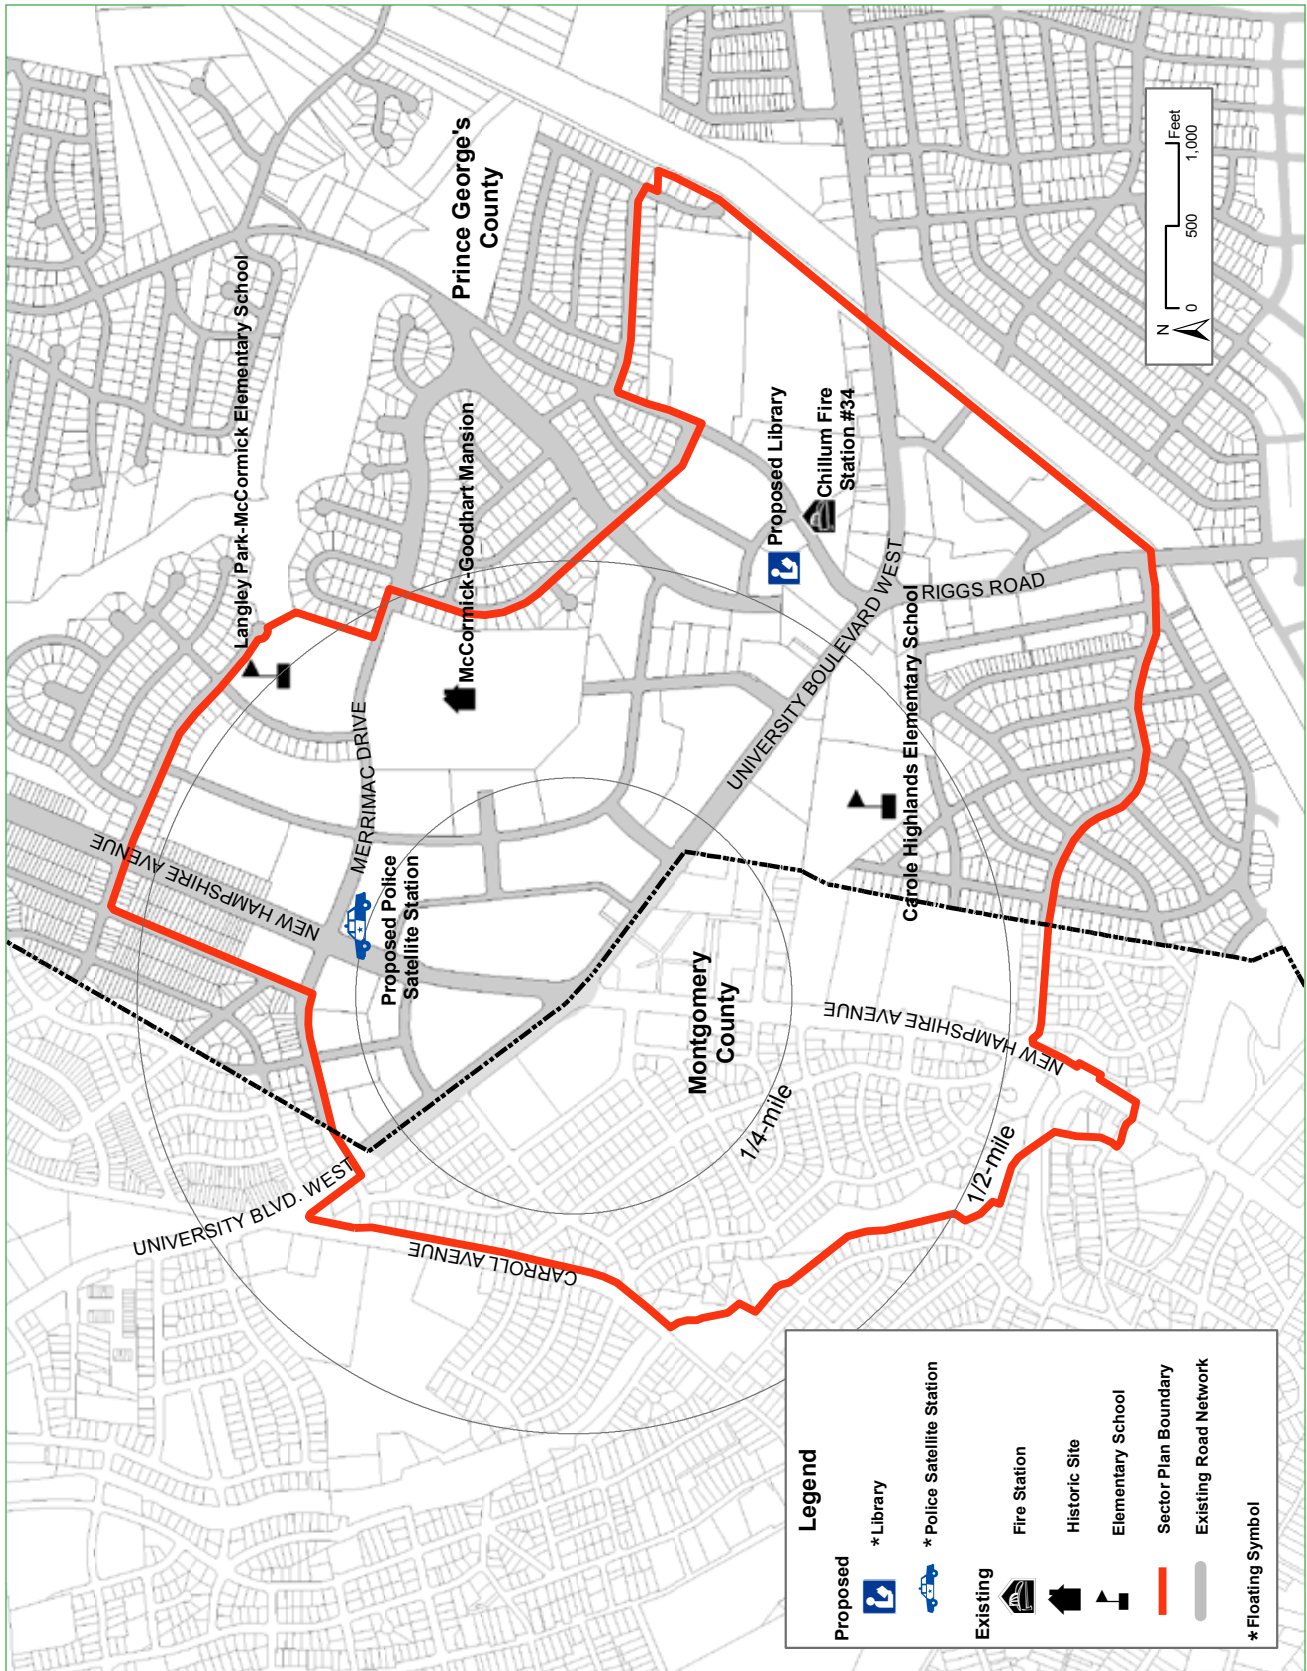 Langley Park-McCormick Elementary School
Prince George's
County
NEW HAMPSHIRE AVENUE
McCormick-Goodhart Mansion
MERRIMAC DRIVE
Proposed Police
Satellite Station
UNIVERSITY BLVD. WEST
CARROLL AVENUE
Proposed Library
Chillum Fire
Station #34
UNIVERSITY BOULEVARD WEST
RIGGS ROAD
Carole Highlands Elementary School
Montgomery
County
NEW HAMPSHIRE AVENUE
1/4-mile
1/2-mile
N
0
500
1,000
Feet
Legend
Proposed
*Library
*Police Satellite Station
Existing
Fire Station
Historic Site
Elementary School
Sector Plan Boundary
Existing Road Network
*Floating Symbol